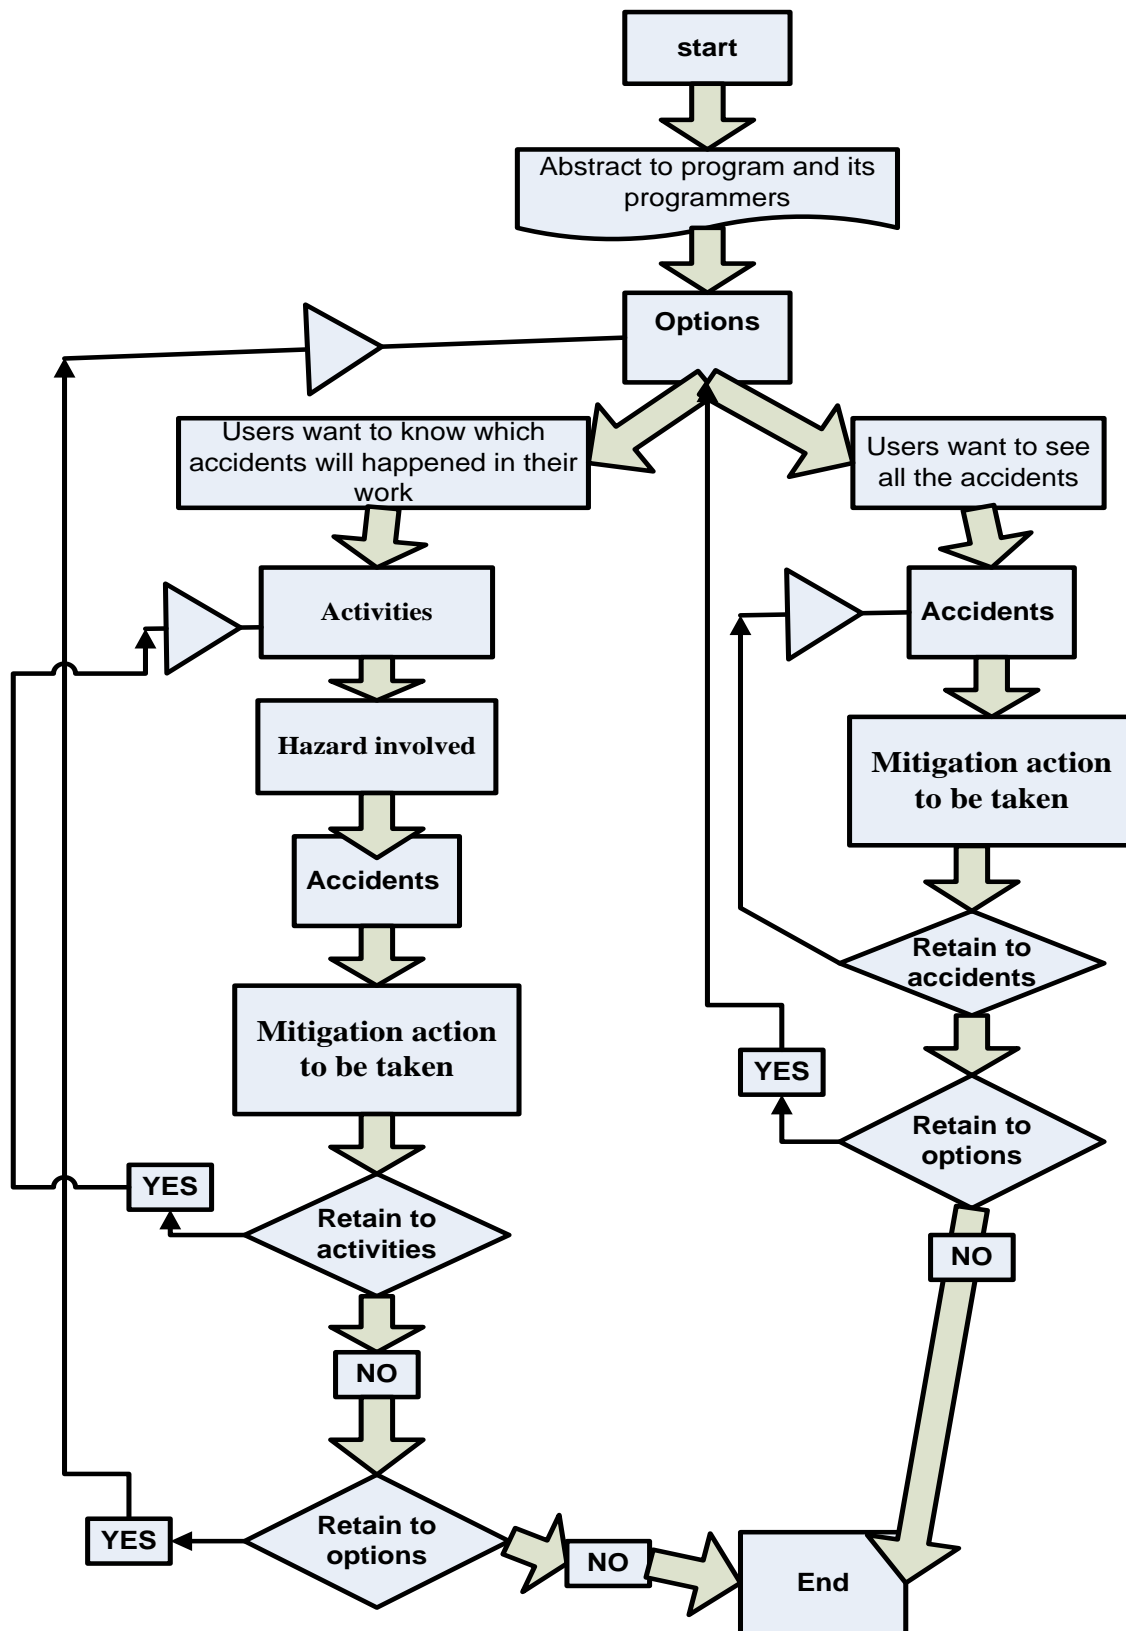 start
Abstract to program and its
programmers
Options
Users want to know which
accidents will happened in their
work
Users want to see
all the accidents
Activities
Accidents
Hazard involved
Mitigation action
to be taken
Accidents
Retain to
accidents
Mitigation action
to be taken
YES
Retain to
options
YES
Retain to
activities
NO
NO
Retain to
options
YES
NO
End